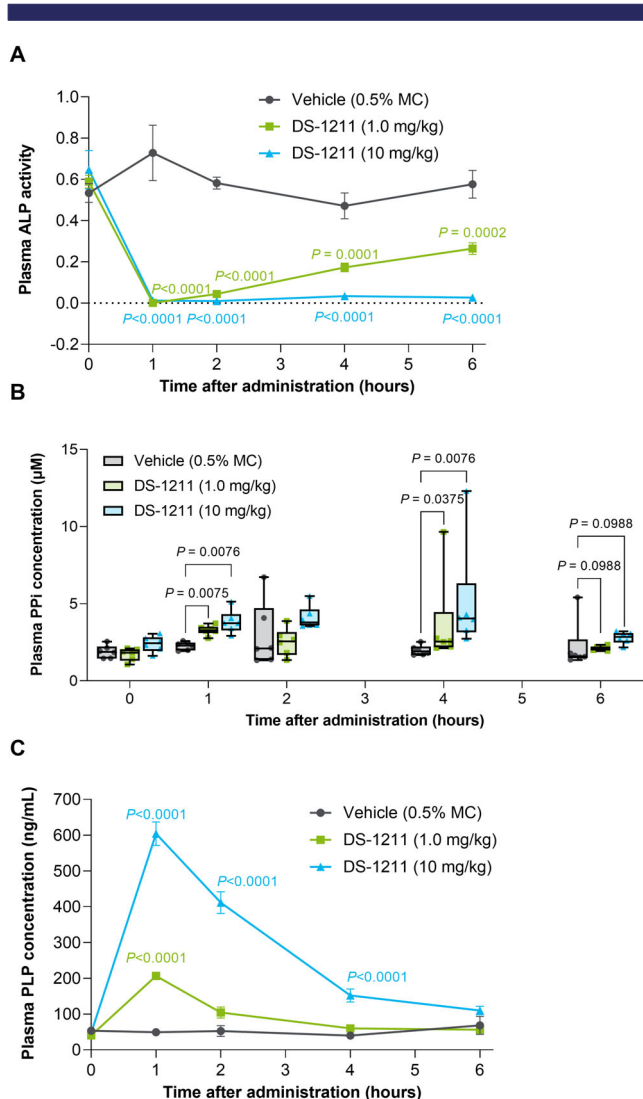 A
Vehicle (0.5% MC)
DS-1211 (1.0 mg/kg)
DS-1211 (10 mg/kg)
Plasma ALP activity
1.0
0.8
0.6
0.4
0.2
0.0
-0.2
P<0.0001
P<0.0001
P = 0.0001
P = 0.0002
P<0.0001
P<0.0001
P<0.0001
P<0.0001
0 1 2 3 4 5 6
Time after administration (hours)
B
Plasma PPi concentration (µM)
15
10
5
0
Vehicle (0.5% MC)
DS-1211 (1.0 mg/kg)
DS-1211 (10 mg/kg)
P = 0.0076
P = 0.0075
P = 0.0076
P = 0.0375
P = 0.0988
P = 0.0988
0 1 2 3 4 5 6
Time after administration (hours)
C
Plasma PLP concentration (ng/mL)
700
600
500
400
300
200
100
0
Vehicle (0.5% MC)
DS-1211 (1.0 mg/kg)
DS-1211 (10 mg/kg)
P<0.0001
P<0.0001
P<0.0001
P<0.0001
0 1 2 3 4 5 6
Time after administration (hours)